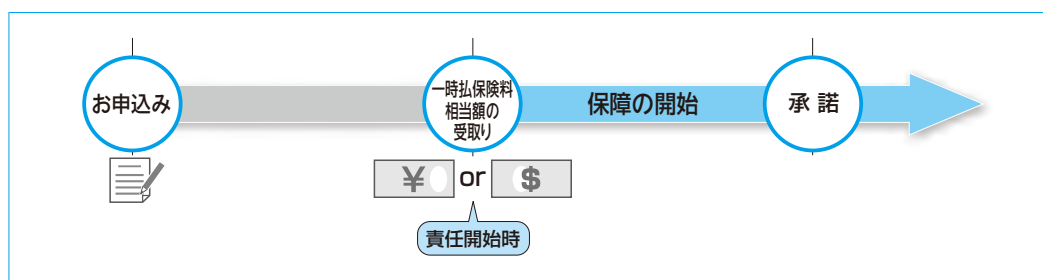 お申込み
一時払保険料
相当額の
受取り
保障の開始
承諾
¥ or $
責任開始時